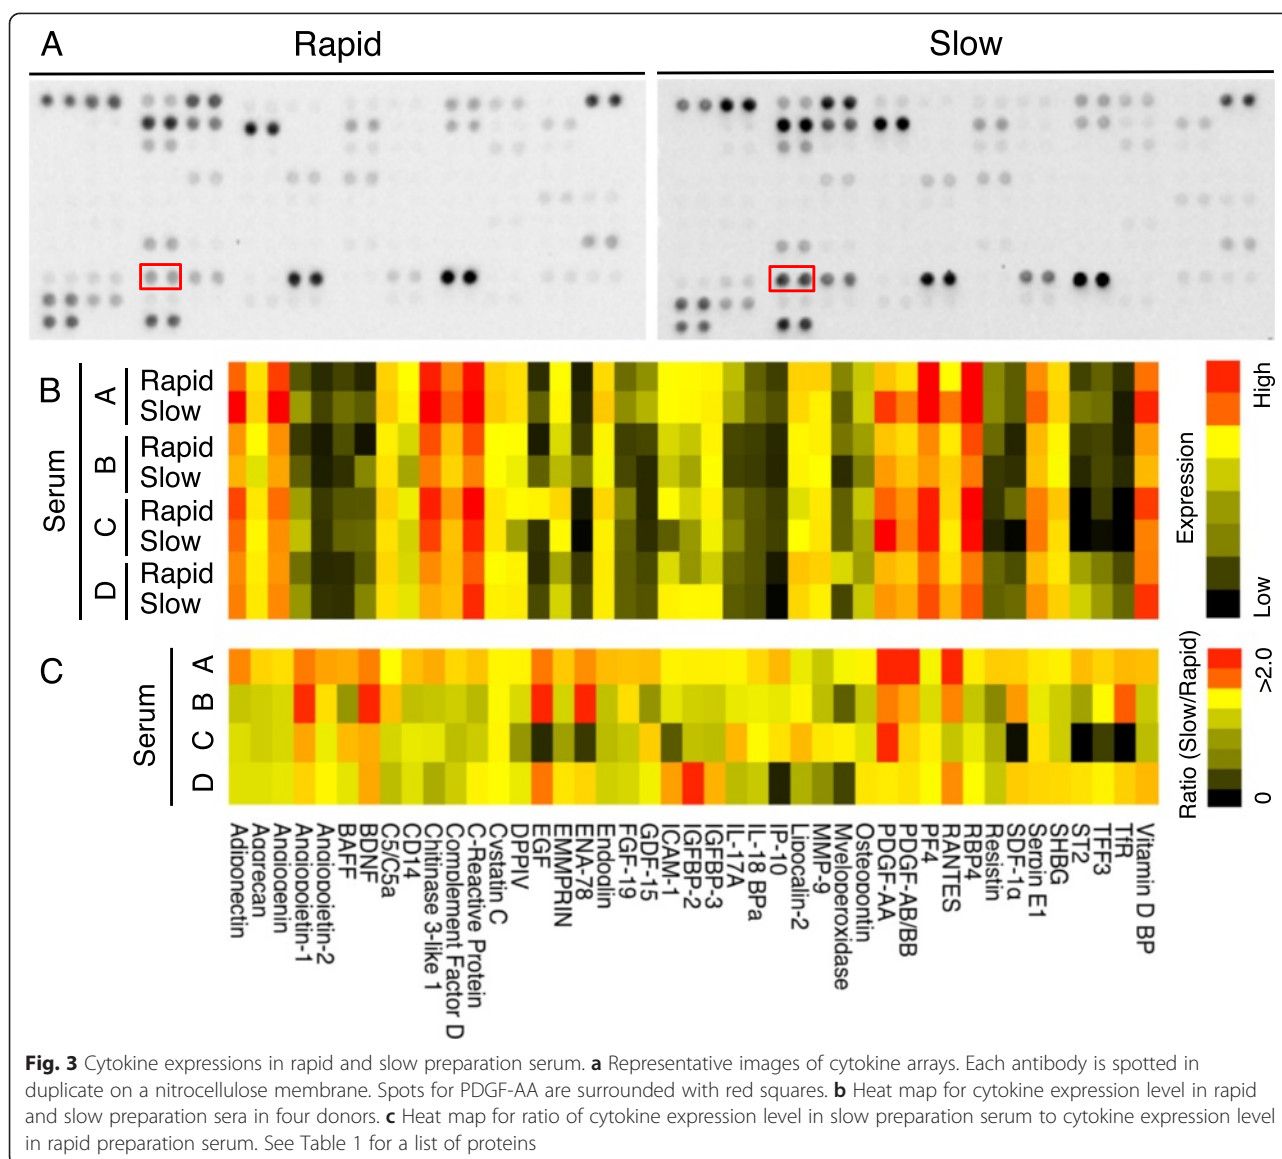 A
Rapid
Slow
B
Serum
A
Rapid
Slow
B
Rapid
Slow
C
Rapid
Slow
D
Rapid
Slow
Expression
High
Low
C
Serum
A
B
C
D
Ratio (Slow/Rapid)
>2.0
0
Adiponectin
Aggrecan
Angiogenin
Angiopoietin-1
Angiopoietin-2
BAFF
BDNF
C5/C5a
CD14
Chitinase 3-like 1
Complement Factor D
C-Reactive Protein
Cystatin C
DPPIV
EGF
EMMPRIN
ENA-78
Endoglin
FGF-19
GDF-15
ICAM-1
IGFBP-2
IGFBP-3
IL-17A
IL-18 BPa
IP-10
Lipocalin-2
MMP-9
Myeloperoxidase
Osteopontin
PDGF-AA
PDGF-AB/BB
PF4
RANTES
RBP4
Resistin
SDF-1α
Serpin E1
SHBG
ST2
TFF3
TfR
Vitamin D BP
Fig. 3 Cytokine expressions in rapid and slow preparation serum. a Representative images of cytokine arrays. Each antibody is spotted in
duplicate on a nitrocellulose membrane. Spots for PDGF-AA are surrounded with red squares. b Heat map for cytokine expression level in rapid
and slow preparation sera in four donors. c Heat map for ratio of cytokine expression level in slow preparation serum to cytokine expression level
in rapid preparation serum. See Table 1 for a list of proteins